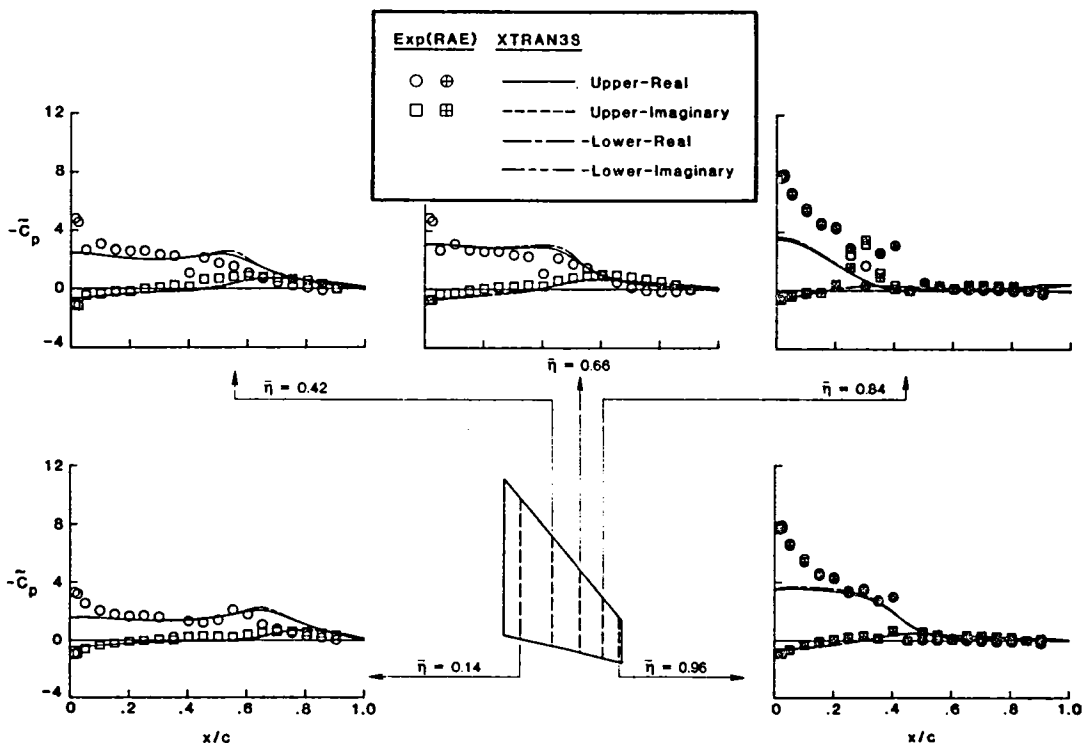 Exp(RAE) XTRAN3S
Upper-Real
Upper-Imaginary
Lower-Real
Lower-Imaginary
12
8
4
0
-4
-C̃p
η̄ = 0.42
η̄ = 0.66
η̄ = 0.84
12
8
4
0
-4
-C̃p
η̄ = 0.14
η̄ = 0.96
0 .2 .4 .6 .8 1.0
x/c
0 .2 .4 .6 .8 1.0
x/c